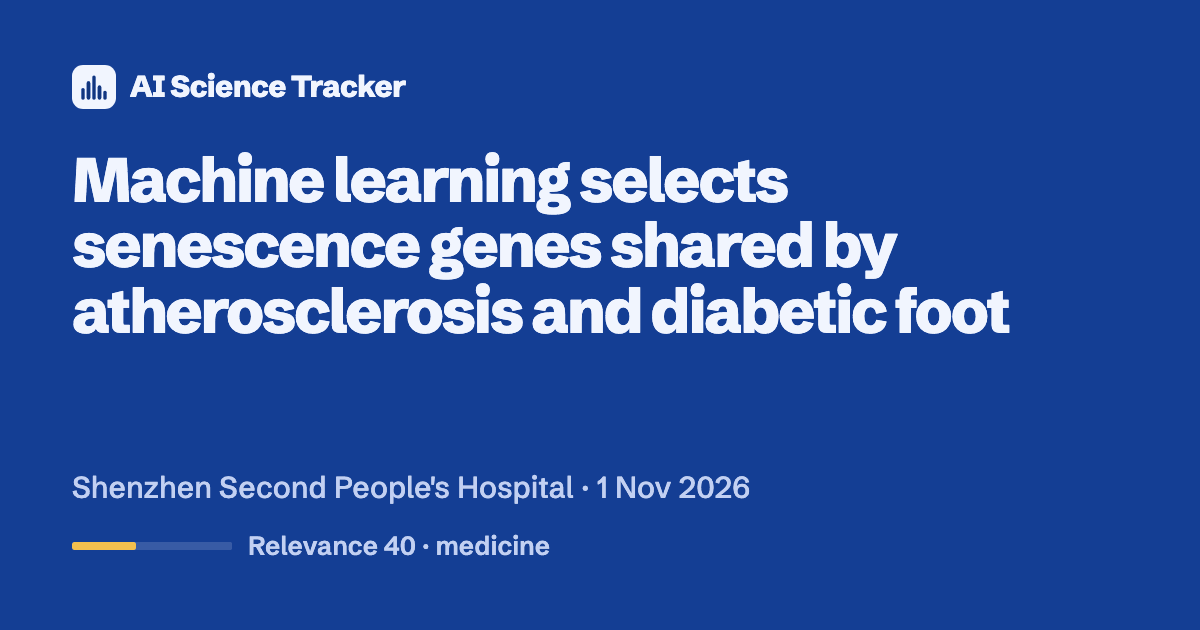 AI Science Tracker
Machine learning selects
senescence genes shared by
atherosclerosis and diabetic foot
Shenzhen Second People's Hospital · 1 Nov 2026
Relevance 40 · medicine